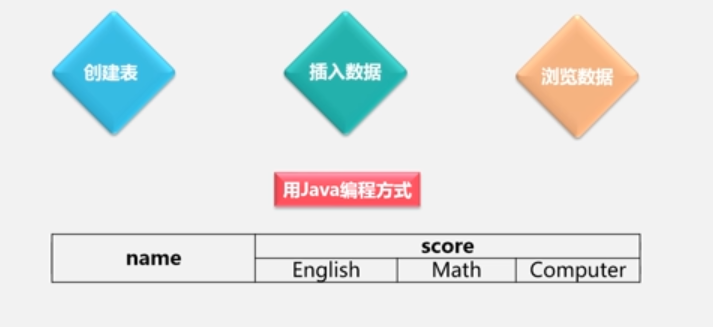 创建表
插入数据
浏览数据
用Java编程方式
name
score
English
Math
Computer